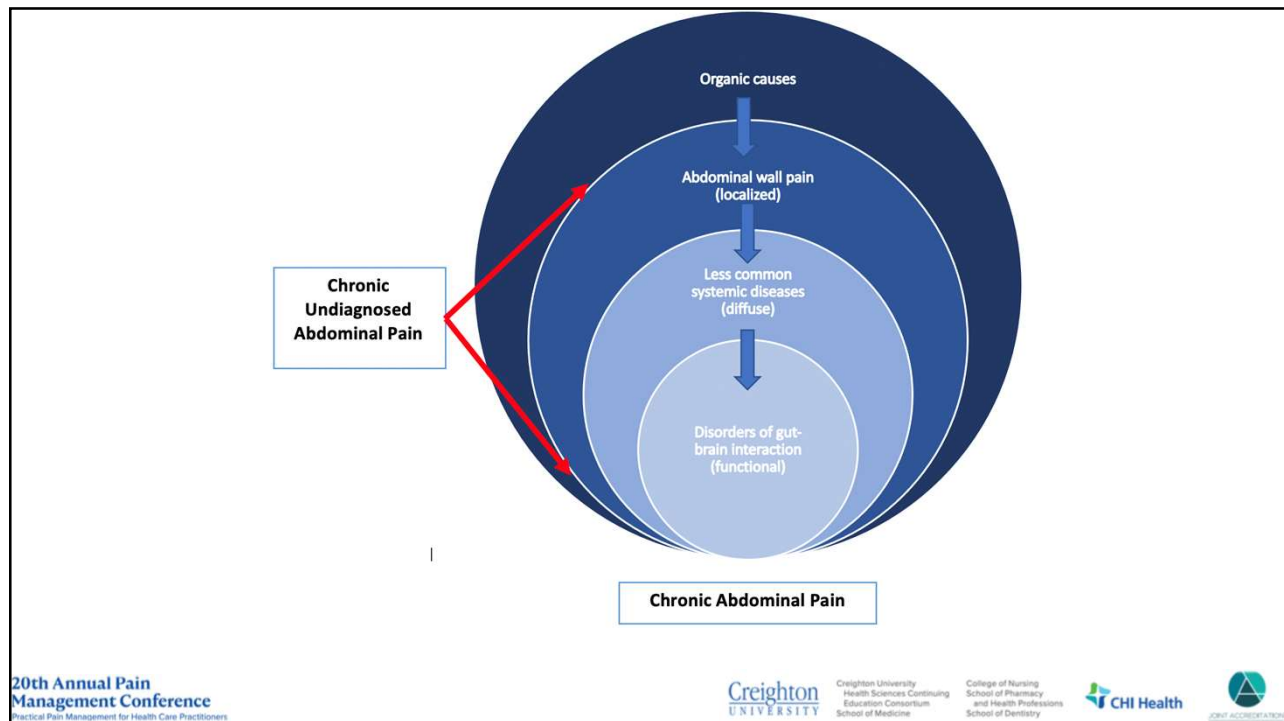 Organic causes
Abdominal wall pain
(localized)
Less common
systemic diseases
(diffuse)
Disorders of gut-
brain interaction
(functional)
Chronic
Undiagnosed
Abdominal Pain
Chronic Abdominal Pain
20th Annual Pain
Management Conference
Practical Pain Management for Health Care Practitioners
Creighton
UNIVERSITY
Creighton University
Health Sciences Continuing
Education Consortium
School of Medicine
College of Nursing
School of Pharmacy
and Health Professions
School of Dentistry
CHI Health
JOINT ACCREDITATION